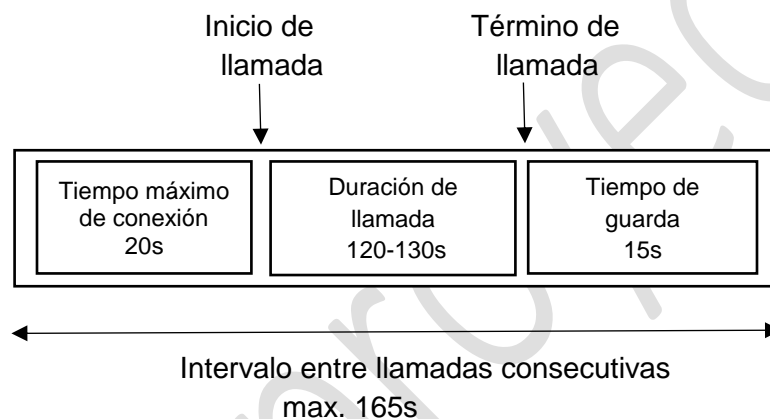 Inicio de
llamada
Término de
llamada
Tiempo máximo
de conexión
20s
Duración de
llamada
120-130s
Tiempo de
guarda
15s
Intervalo entre llamadas consecutivas
max. 165s